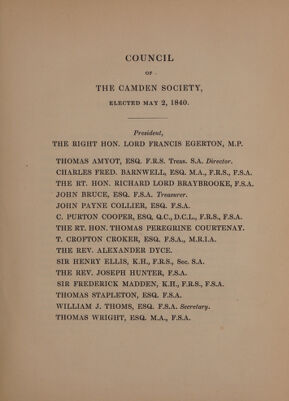 COUNCIL
OF
THE CAMDEN SOCIETY,
ELECTED MAY 2, 1840.
President,
THE RIGHT HON. LORD FRANCIS EGERTON, M.P.
THOMAS AMYOT, ESQ. F.R.S. Treas. S.A. Director.
CHARLES FRED. BARNWELL, ESQ. M.A., F.R.S., F.S.A.
THE RT. HON. RICHARD LORD BRAYBROOKE, F.S.A.
JOHN BRUCE, ESQ. F.S.A. Treasurer.
JOHN PAYNE COLLIER, ESQ. F.S.A.
C. PURTON COOPER, ESQ. Q.C., D.C.L., F.R.S., F.S.A.
THE RT. HON. THOMAS PEREGRINE COURTENAY.
T. CROFTON CROKER, ESQ. F.S.A., M.R.I.A.
THE REV. ALEXANDER DYCE.
SIR HENRY ELLIS, K.H., F.R.S., Sec. S.A.
THE REV. JOSEPH HUNTER, F.S.A.
SIR FREDERICK MADDEN, K.H., F.R.S., F.S.A.
THOMAS STAPLETON, ESQ. F.S.A.
WILLIAM J. THOMS, ESQ. F.S.A. Secretary.
THOMAS WRIGHT, ESQ. M.A., F.S.A.